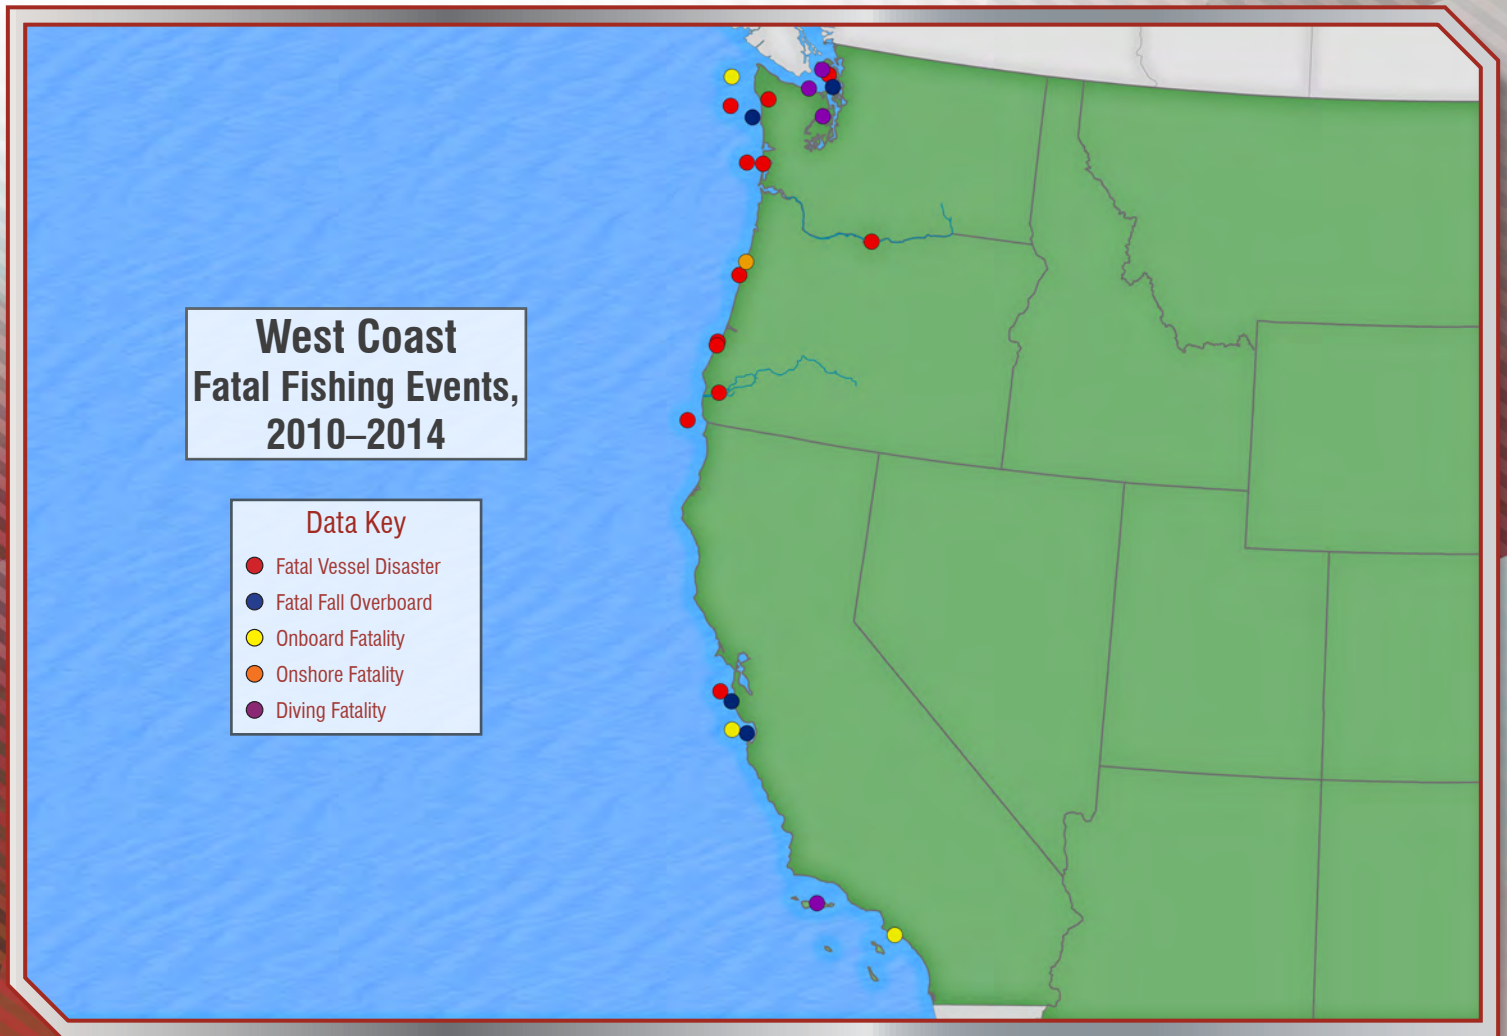 West Coast
Fatal Fishing Events,
2010–2014
Data Key
Fatal Vessel Disaster
Fatal Fall Overboard
Onboard Fatality
Onshore Fatality
Diving Fatality